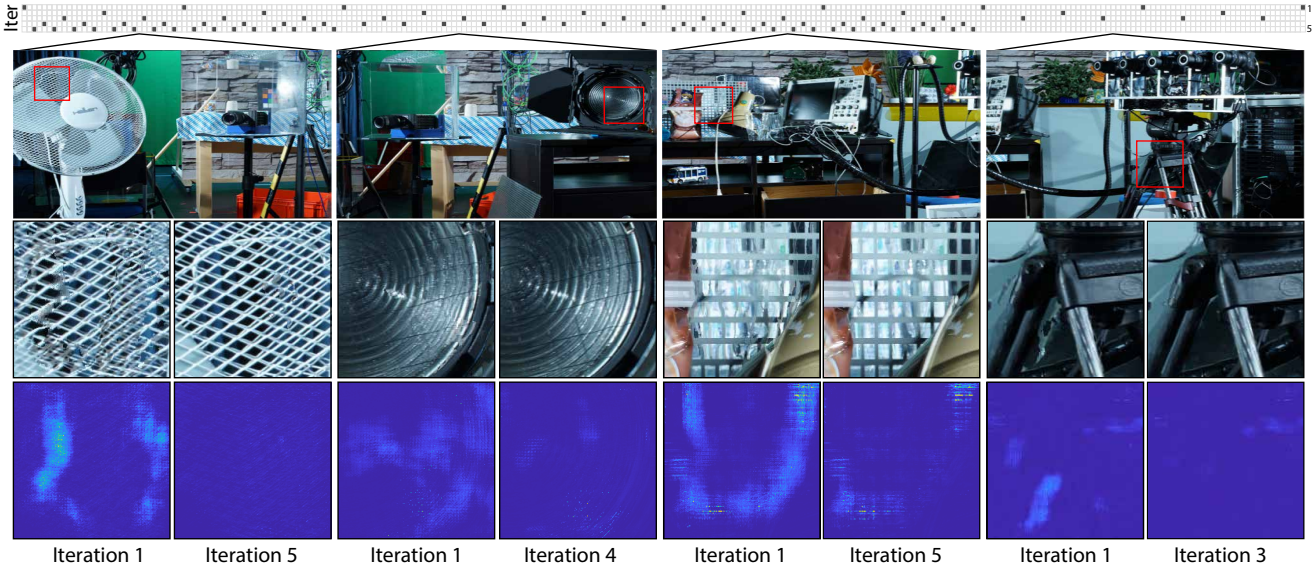 Iter
1
5
Iteration 1
Iteration 5
Iteration 1
Iteration 4
Iteration 1
Iteration 5
Iteration 1
Iteration 3